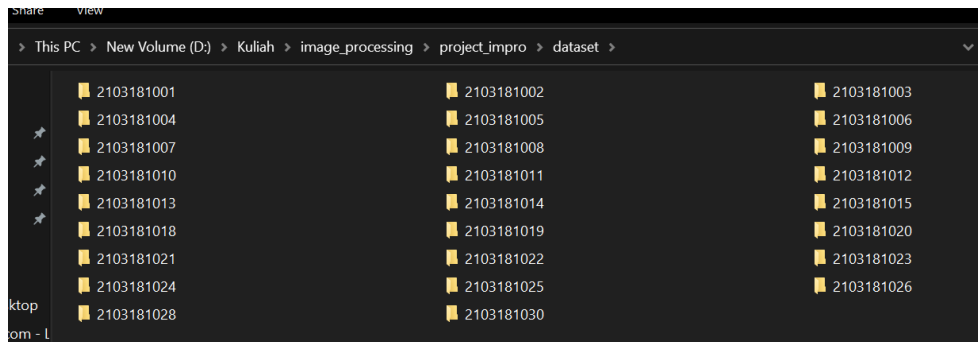 Share View
> This PC > New Volume (D:) > Kuliah > image_processing > project_impro > dataset >
2103181001 2103181002 2103181003
2103181004 2103181005 2103181006
2103181007 2103181008 2103181009
2103181010 2103181011 2103181012
2103181013 2103181014 2103181015
2103181018 2103181019 2103181020
2103181021 2103181022 2103181023
2103181024 2103181025 2103181026
ktop
2103181028 2103181030
com - L